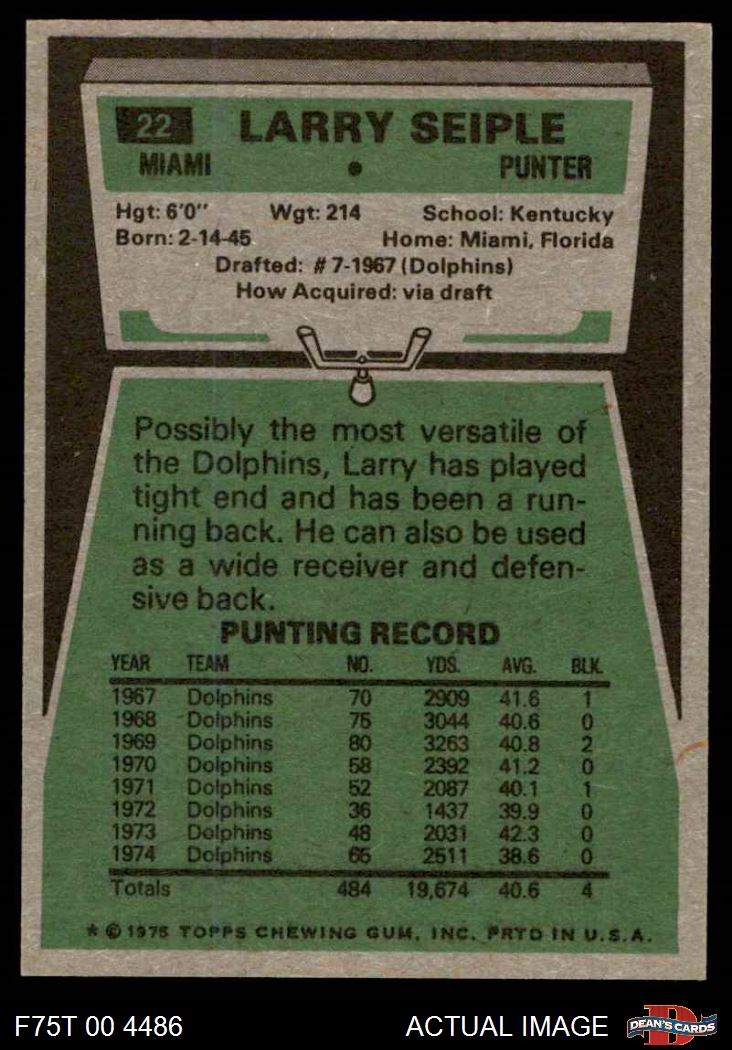 22 LARRY SEIPLE
MIAMI • PUNTER
Hgt: 6'0" Wgt: 214 School: Kentucky
Born: 2-14-45 Home: Miami, Florida
Drafted: #7-1967 (Dolphins)
How Acquired: via draft
Possibly the most versatile of
the Dolphins, Larry has played
tight end and has been a run-
ning back. He can also be used
as a wide receiver and defen-
sive back.
PUNTING RECORD
YEAR TEAM NO. YDS. AVG. BLK.
1967 Dolphins 70 2909 41.6 1
1968 Dolphins 75 3044 40.6 0
1969 Dolphins 80 3263 40.8 2
1970 Dolphins 58 2392 41.2 0
1971 Dolphins 52 2087 40.1 1
1972 Dolphins 36 1437 39.9 0
1973 Dolphins 48 2031 42.3 0
1974 Dolphins 65 2511 38.6 0
Totals 484 19,674 40.6 4
* © 1975 TOPPS CHEWING GUM, INC. PRTD IN U.S.A.
F75T 00 4486 ACTUAL IMAGE D DEAN'S CARDS